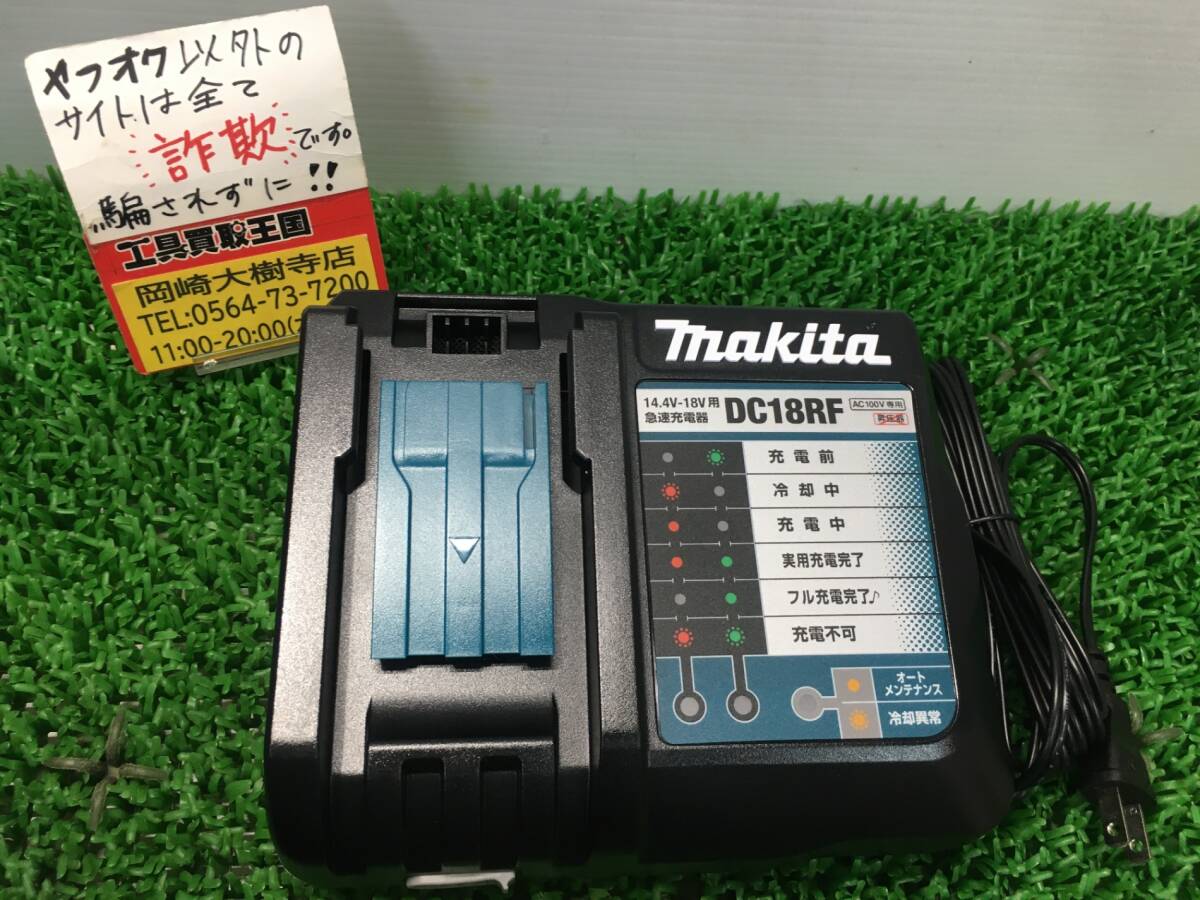 ヤフオク以外の
サイトは全て
詐欺です。
騙されずに!!
工具買取王国
岡崎大樹寺店
TEL:0564-73-7200
11:00-20:00
makita
14.4V-18V用
急速充電器
DC18RF
AC100V専用
昇圧器
充電前
冷却中
充電中
実用充電完了
フル充電完了♪
充電不可
オート
メンテナンス
冷却異常